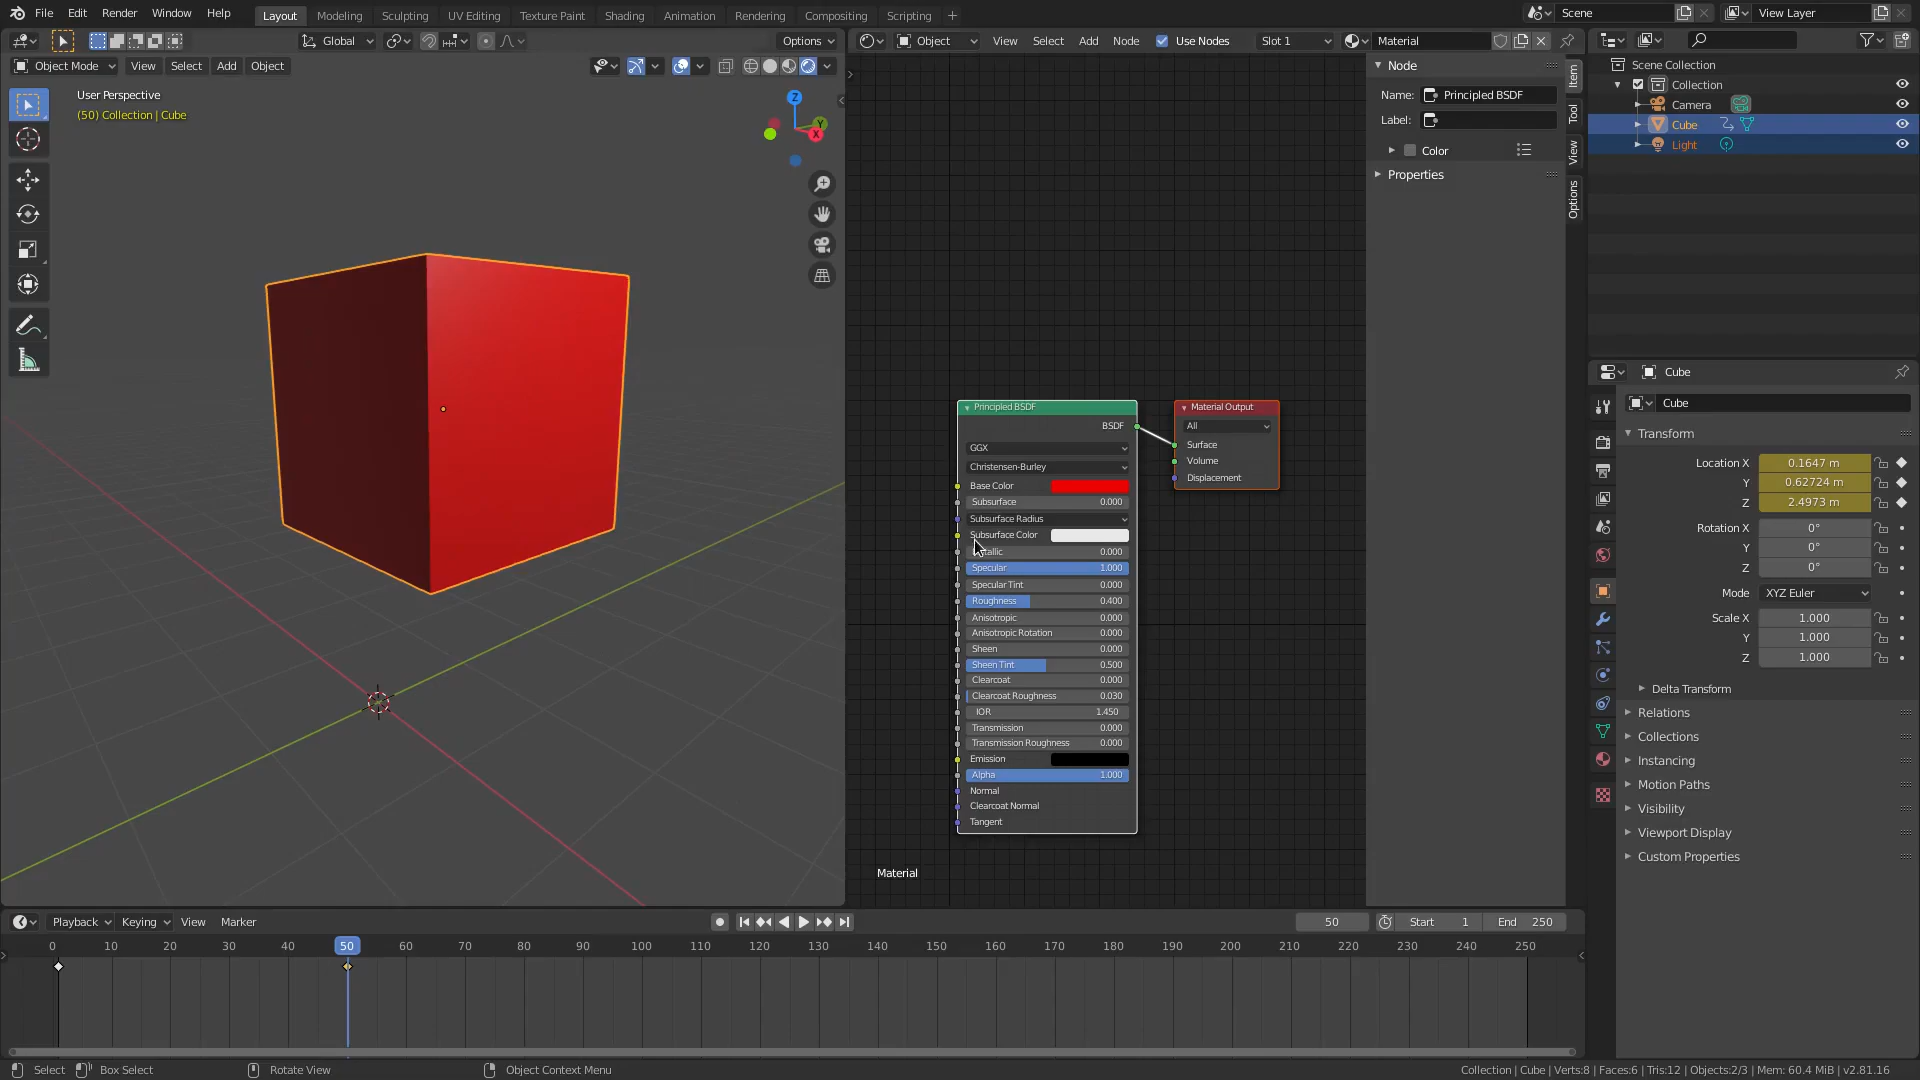 File Edit Render Window Help Layout Modeling Sculpting UV Editing Texture Paint Shading Animation Rendering Compositing Scripting + Scene View Layer
Global Options
Object View Select Add Node Use Nodes Slot 1 Material
Object Mode View Select Add Object
User Perspective
(50) Collection | Cube
Z
Y
X
Node
Name: Principled BSDF
Label:
Color
Properties
Item
Tool
View
Options
Principled BSDF
BSDF
GGX
Christensen-Burley
Base Color
Subsurface 0.000
Subsurface Radius
Subsurface Color
tallic 0.000
Specular 1.000
Specular Tint 0.000
Roughness 0.400
Anisotropic 0.000
Anisotropic Rotation 0.000
Sheen 0.000
Sheen Tint 0.500
Clearcoat 0.000
Clearcoat Roughness 0.030
IOR 1.450
Transmission 0.000
Transmission Roughness 0.000
Emission
Alpha 1.000
Normal
Clearcoat Normal
Tangent
Material Output
All
Surface
Volume
Displacement
Material
Scene Collection
Collection
Camera
Cube
Light
Cube
Cube
Transform
Location X 0.1647 m
Y 0.62724 m
Z 2.4973 m
Rotation X 0°
Y 0°
Z 0°
Mode XYZ Euler
Scale X 1.000
Y 1.000
Z 1.000
Delta Transform
Relations
Collections
Instancing
Motion Paths
Visibility
Viewport Display
Custom Properties
Playback Keying View Marker 50 Start 1 End 250
0 10 20 30 40 50 60 70 80 90 100 110 120 130 140 150 160 170 180 190 200 210 220 230 240 250
Select Box Select Rotate View Object Context Menu Collection | Cube | Verts:8 | Faces:6 | Tris:12 | Objects:2/3 | Mem: 60.4 MiB | v2.81.16